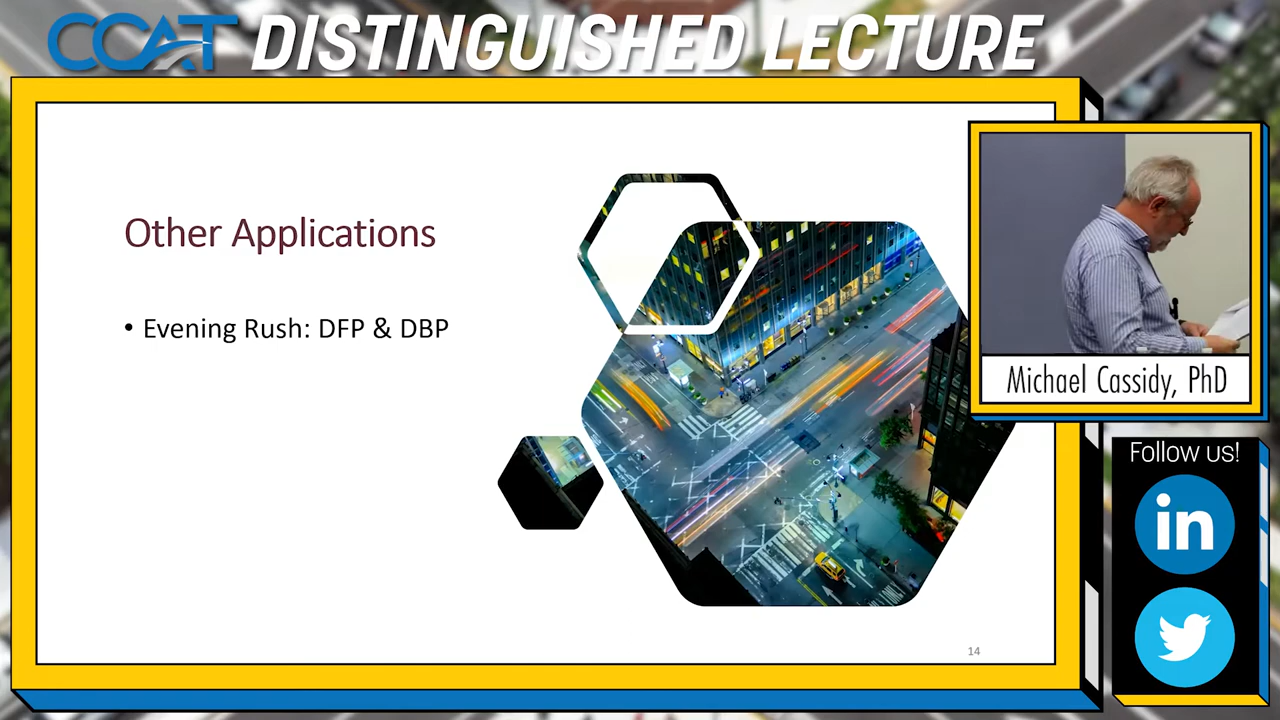 CCAT DISTINGUISHED LECTURE
Other Applications
• Evening Rush: DFP & DBP
14
Michael Cassidy, PhD
Follow us!
in